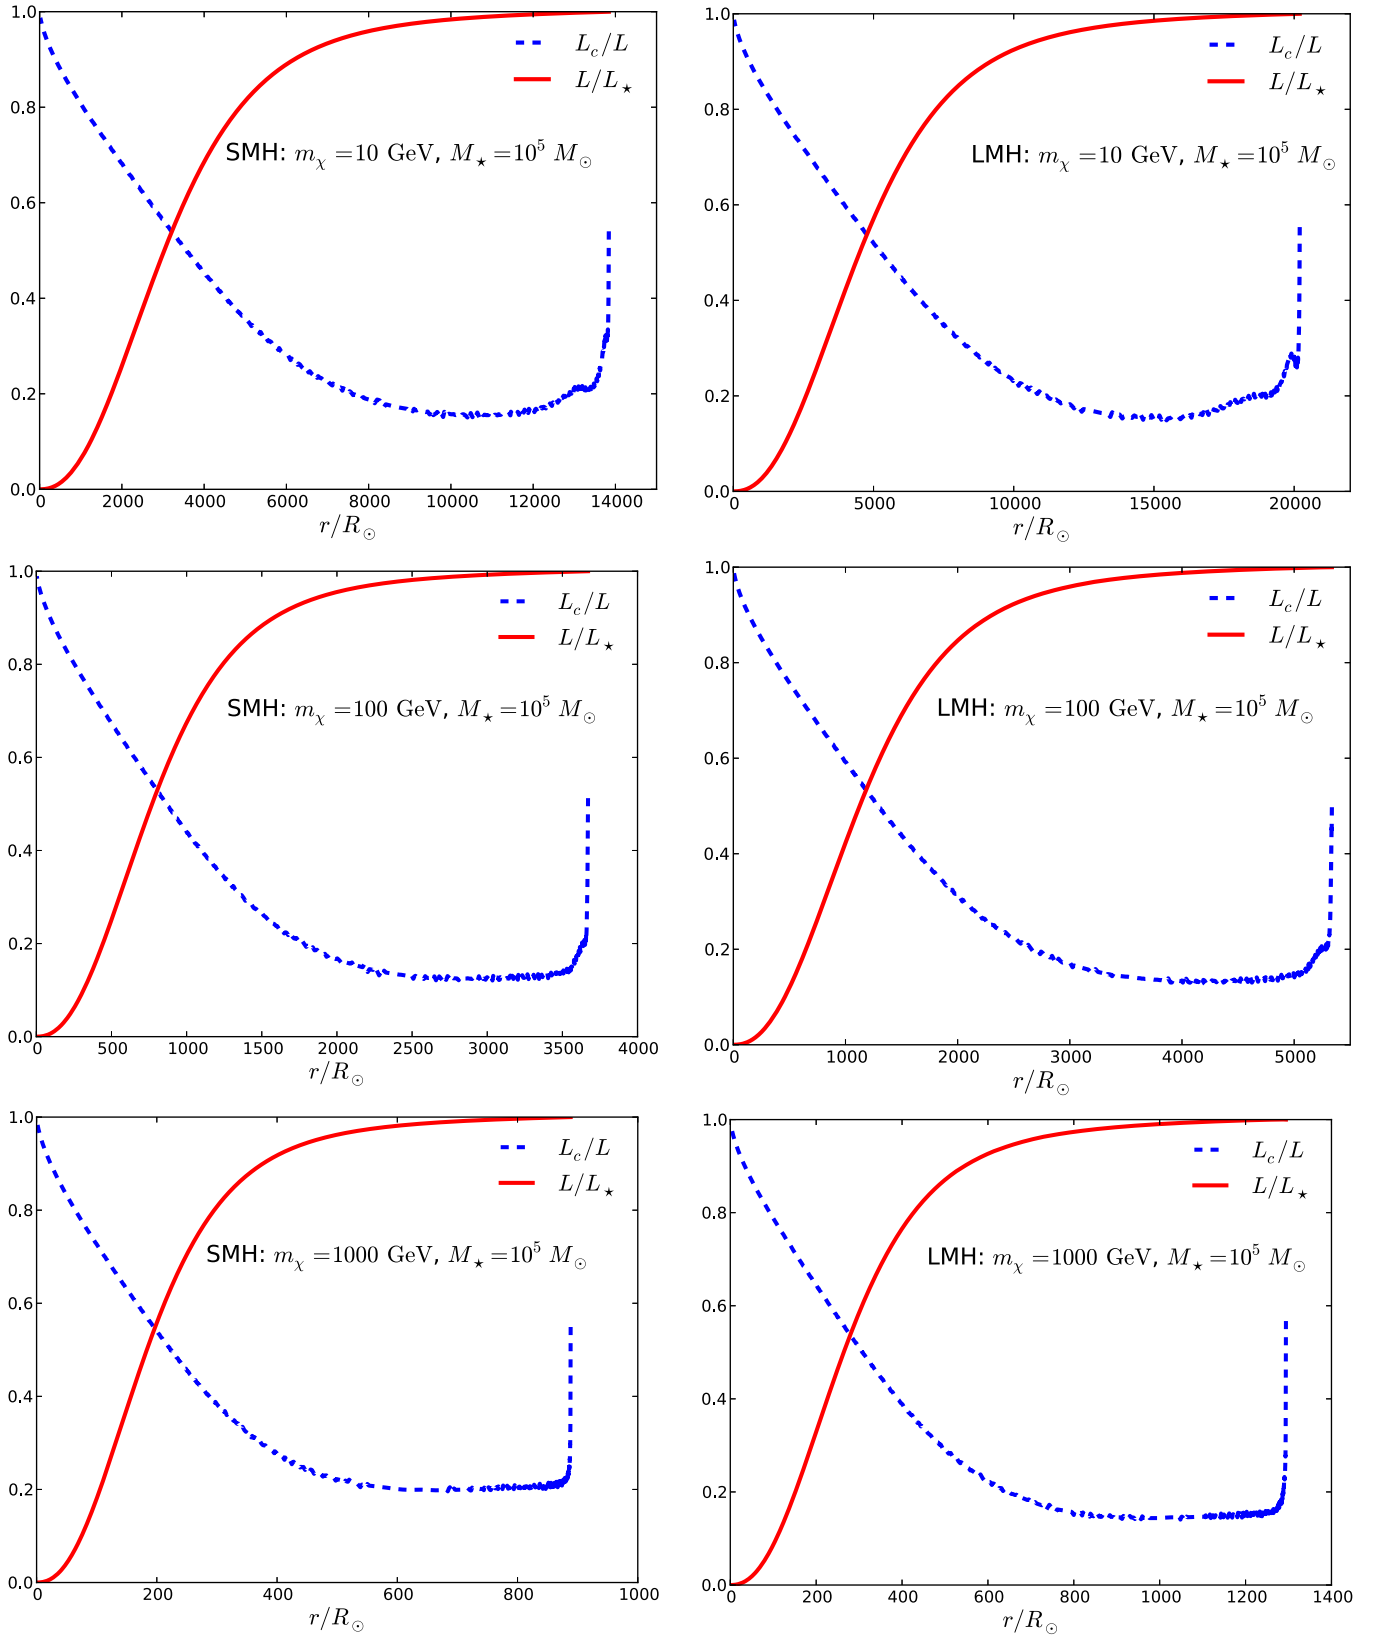 1.0
0.8
0.6
0.4
0.2
0.0
L_c/L
L/L_⋆
SMH: m_χ = 10 GeV, M_⋆ = 10^5 M_⊙
0 2000 4000 6000 8000 10000 12000 14000
r/R_⊙
1.0
0.8
0.6
0.4
0.2
0.0
L_c/L
L/L_⋆
LMH: m_χ = 10 GeV, M_⋆ = 10^5 M_⊙
0 5000 10000 15000 20000
r/R_⊙
1.0
0.8
0.6
0.4
0.2
0.0
L_c/L
L/L_⋆
SMH: m_χ = 100 GeV, M_⋆ = 10^5 M_⊙
0 500 1000 1500 2000 2500 3000 3500 4000
r/R_⊙
1.0
0.8
0.6
0.4
0.2
0.0
L_c/L
L/L_⋆
LMH: m_χ = 100 GeV, M_⋆ = 10^5 M_⊙
0 1000 2000 3000 4000 5000
r/R_⊙
1.0
0.8
0.6
0.4
0.2
0.0
L_c/L
L/L_⋆
SMH: m_χ = 1000 GeV, M_⋆ = 10^5 M_⊙
0 200 400 600 800 1000
r/R_⊙
1.0
0.8
0.6
0.4
0.2
0.0
L_c/L
L/L_⋆
LMH: m_χ = 1000 GeV, M_⋆ = 10^5 M_⊙
0 200 400 600 800 1000 1200 1400
r/R_⊙